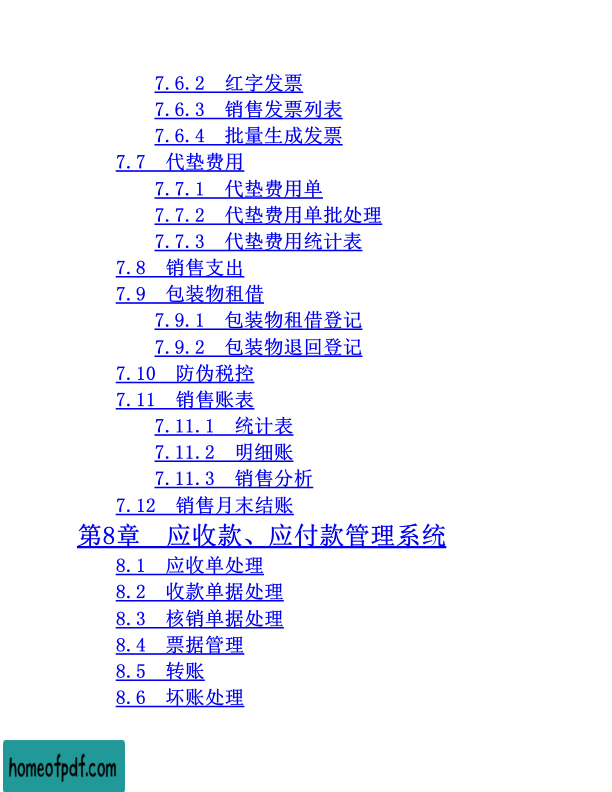 7.6.2　红字发票
7.6.3　销售发票列表
7.6.4　批量生成发票
7.7　代垫费用
7.7.1　代垫费用单
7.7.2　代垫费用单批处理
7.7.3　代垫费用统计表
7.8　销售支出
7.9　包装物租借
7.9.1　包装物租借登记
7.9.2　包装物退回登记
7.10　防伪税控
7.11　销售账表
7.11.1　统计表
7.11.2　明细账
7.11.3　销售分析
7.12　销售月末结账
第8章　应收款、应付款管理系统
8.1　应收单处理
8.2　收款单据处理
8.3　核销单据处理
8.4　票据管理
8.5　转账
8.6　坏账处理
homeofpdf.com